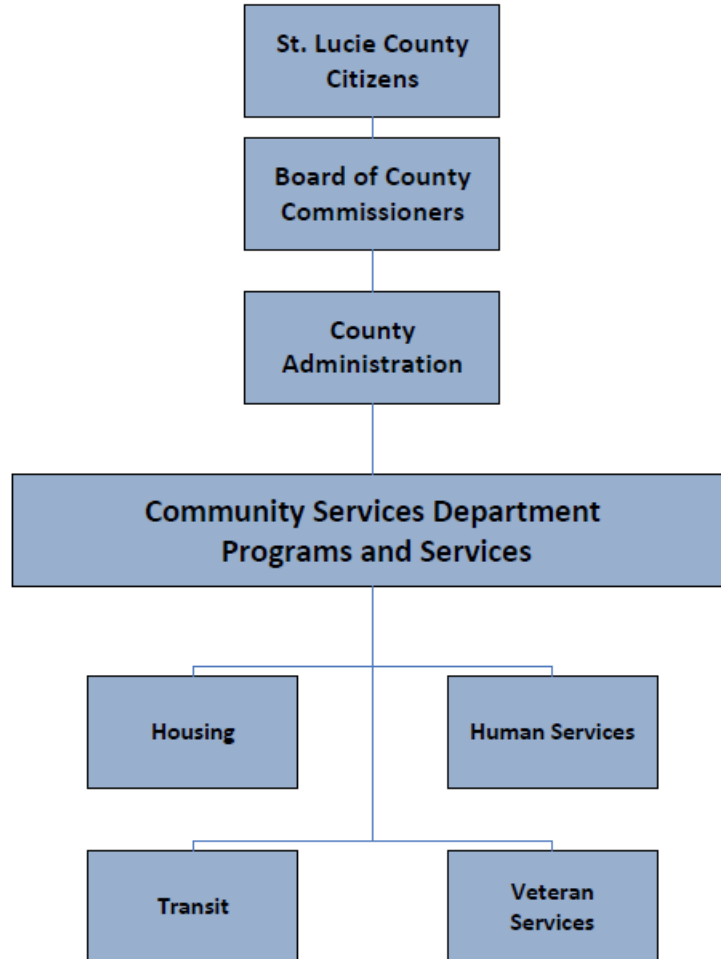 St. Lucie County
Citizens
Board of County
Commissioners
County
Administration
Community Services Department
Programs and Services
Housing
Human Services
Transit
Veteran
Services